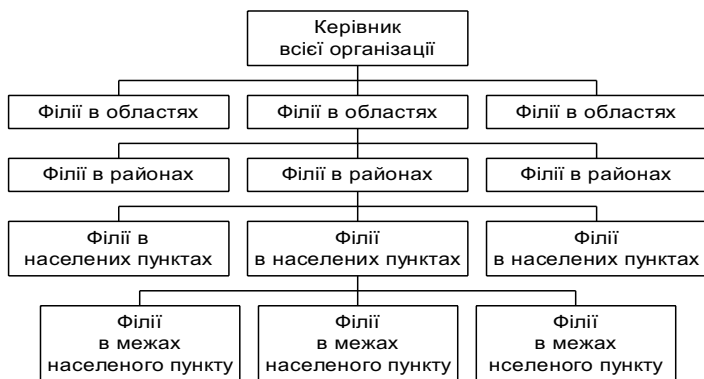 Керівник
всієї організації
Філії в областях
Філії в областях
Філії в областях
Філії в районах
Філії в районах
Філії в районах
Філії в
населених пунктах
Філії
в населених пунктах
Філії
в населених пунктах
Філії
в межах
населеного пункту
Філії
в межах
населеного пункту
Філії
в межах
нселеного пункту